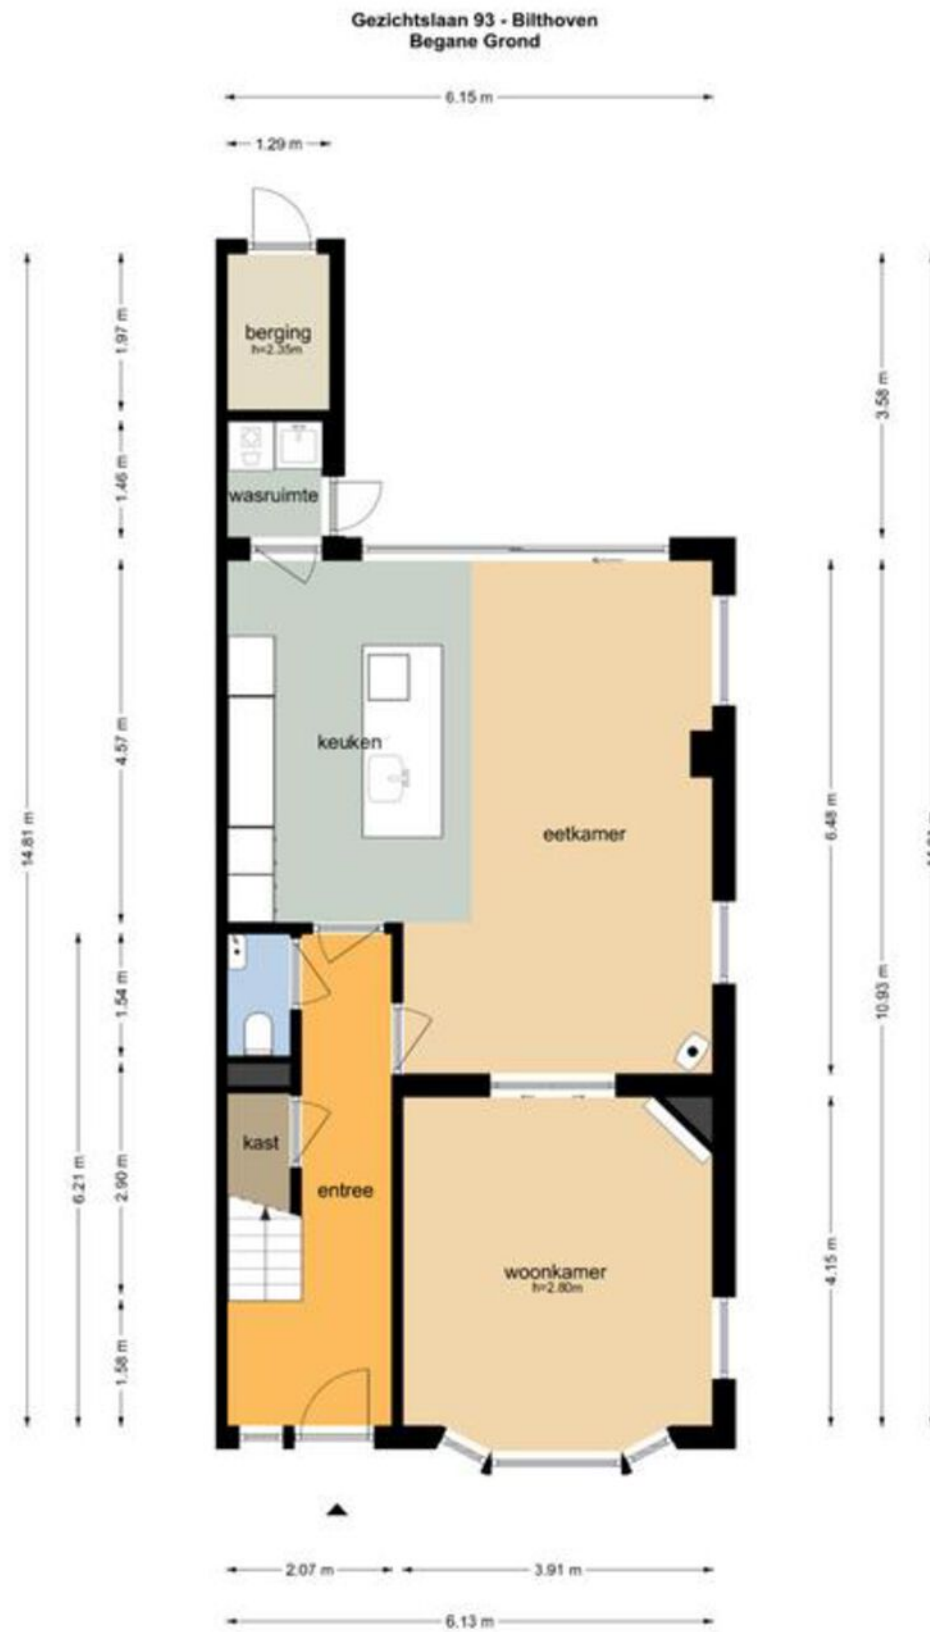 Gezichtslaan 93 - Bilthoven
Begane Grond
6.15 m
1.29 m
berging
h=2.35m
1.97 m
3.58 m
1.46 m
wasruimte
4.57 m
keuken
eetkamer
14.81 m
6.48 m
1.54 m
10.93 m
kast
6.21 m
2.90 m
entree
4.15 m
woonkamer
h=2.80m
1.58 m
2.07 m
3.91 m
6.13 m